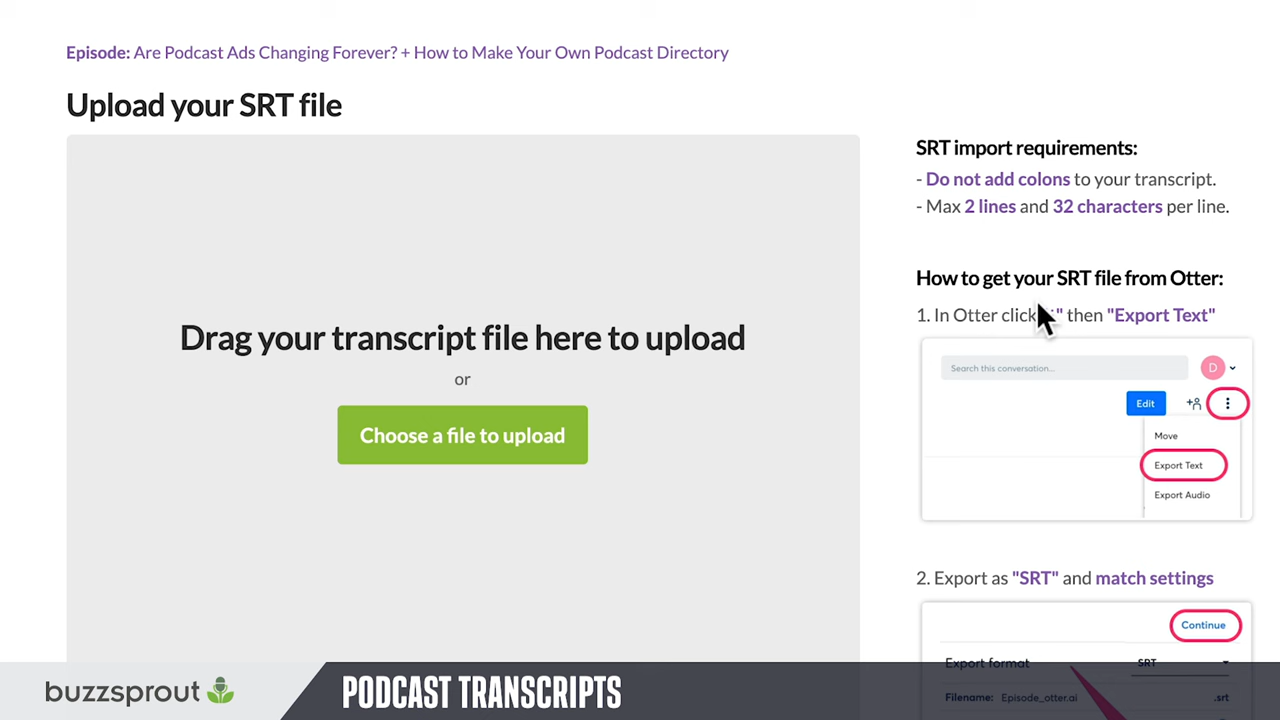 Episode: Are Podcast Ads Changing Forever? + How to Make Your Own Podcast Directory
Upload your SRT file
Drag your transcript file here to upload
or
Choose a file to upload
SRT import requirements:
- Do not add colons to your transcript.
- Max 2 lines and 32 characters per line.
How to get your SRT file from Otter:
1. In Otter click " then "Export Text"
Search this conversation...
D
Edit
Move
Export Text
Export Audio
2. Export as "SRT" and match settings
Continue
Export format SRT
Filename: Episode_otter.ai .srt
buzzsprout
PODCAST TRANSCRIPTS